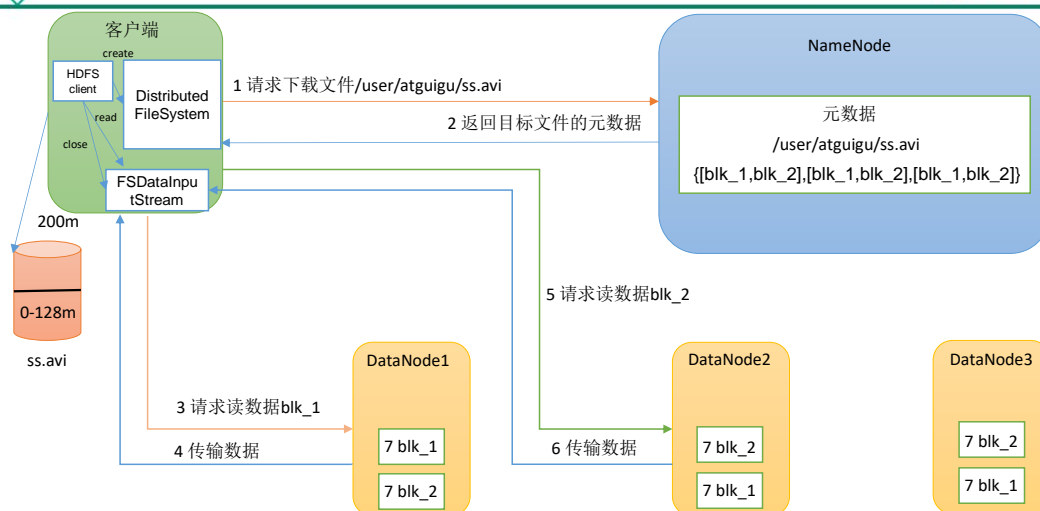 客户端
create
HDFS
client
Distributed
FileSystem
read
close
FSDataInpu
tStream
1 请求下载文件/user/atguigu/ss.avi
2 返回目标文件的元数据
NameNode
元数据
/user/atguigu/ss.avi
{[blk_1,blk_2],[blk_1,blk_2],[blk_1,blk_2]}
200m
0-128m
ss.avi
5 请求读数据blk_2
3 请求读数据blk_1
4 传输数据
6 传输数据
DataNode1
7 blk_1
7 blk_2
DataNode2
7 blk_2
7 blk_1
DataNode3
7 blk_2
7 blk_1